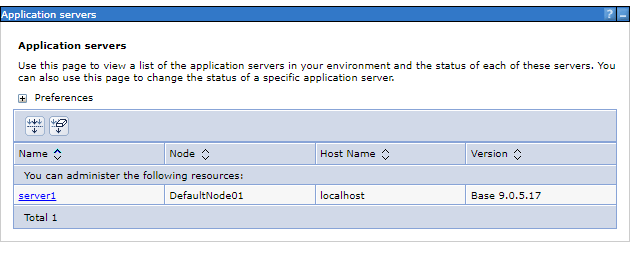 Application servers
Application servers
Use this page to view a list of the application servers in your environment and the status of each of these servers. You
can also use this page to change the status of a specific application server.
Preferences
Name Node Host Name Version
You can administer the following resources:
server1 DefaultNode01 localhost Base 9.0.5.17
Total 1